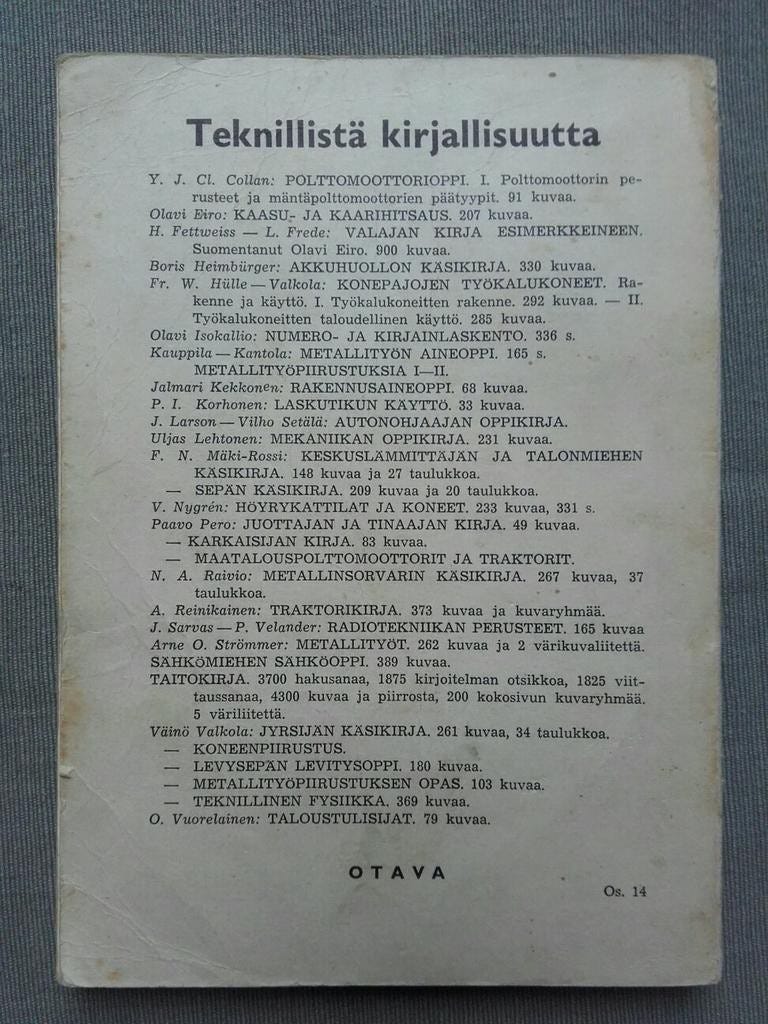 Teknillistä kirjallisuutta
Y. J. Cl. Collan: POLTTOMOOTTORIOPPI. I. Polttomoottorin pe-
rusteet ja mäntäpolttomoottorien päätyypit. 91 kuvaa.
Olavi Eiro: KAASU- JA KAARIHITSAUS. 207 kuvaa.
H. Fettweiss — L. Frede: VALAJAN KIRJA ESIMERKKEINEEN.
Suomentanut Olavi Eiro. 900 kuvaa.
Boris Heimbürger: AKKUHUOLLON KÄSIKIRJA. 330 kuvaa.
Fr. W. Hülle — Valkola: KONEPAJOJEN TYÖKALUKONEET. Ra-
kenne ja käyttö. I. Työkalukoneitten rakenne. 292 kuvaa. — II.
Työkalukoneitten taloudellinen käyttö. 285 kuvaa.
Olavi Isokallio: NUMERO- JA KIRJAINLASKENTO. 336 s.
Kauppila — Kantola: METALLITYÖN AINEOPPI. 165 s.
METALLITYÖPIIRUSTUKSIA I—II.
Jalmari Kekkonen: RAKENNUSAINEOPPI. 68 kuvaa.
P. I. Korhonen: LASKUTIKUN KÄYTTÖ. 33 kuvaa.
J. Larson — Vilho Setälä: AUTONOHJAAJAN OPPIKIRJA.
Uljas Lehtonen: MEKANIIKAN OPPIKIRJA. 231 kuvaa.
F. N. Mäki-Rossi: KESKUSLÄMMITTÄJÄN JA TALONMIEHEN
KÄSIKIRJA. 148 kuvaa ja 27 taulukkoa.
— SEPÄN KÄSIKIRJA. 209 kuvaa ja 20 taulukkoa.
V. Nygrén: HÖYRYKATTILAT JA KONEET. 233 kuvaa, 331 s.
Paavo Pero: JUOTTAJAN JA TINAAJAN KIRJA. 49 kuvaa.
— KARKAISIJAN KIRJA. 83 kuvaa.
— MAATALOUSPOLTTOMOOTTORIT JA TRAKTORIT.
N. A. Raivio: METALLINSORVARIN KÄSIKIRJA. 267 kuvaa, 37
taulukkoa.
A. Reinikainen: TRAKTORIKIRJA. 373 kuvaa ja kuvaryhmää.
J. Sarvas — P. Velander: RADIOTEKNIIKAN PERUSTEET. 165 kuvaa
Arne O. Strömmer: METALLITYÖT. 262 kuvaa ja 2 värikuvaliitettä.
SÄHKÖMIEHEN SÄHKÖOPPI. 389 kuvaa.
TAITOKIRJA. 3700 hakusanaa, 1875 kirjoitelman otsikkoa, 1825 viit-
taussanaa, 4300 kuvaa ja piirrosta, 200 kokosivun kuvaryhmää.
5 väriliitettä.
Väinö Valkola: JYRSIJÄN KÄSIKIRJA. 261 kuvaa, 34 taulukkoa.
— KONEENPIIRUSTUS.
— LEVYSEPÄN LEVITYSOPPI. 180 kuvaa.
— METALLITYÖPIIRUSTUKSEN OPAS. 103 kuvaa.
— TEKNILLINEN FYSIIKKA. 369 kuvaa.
O. Vuorelainen: TALOUSTULISIJAT. 79 kuvaa.
OTAVA
Os. 14